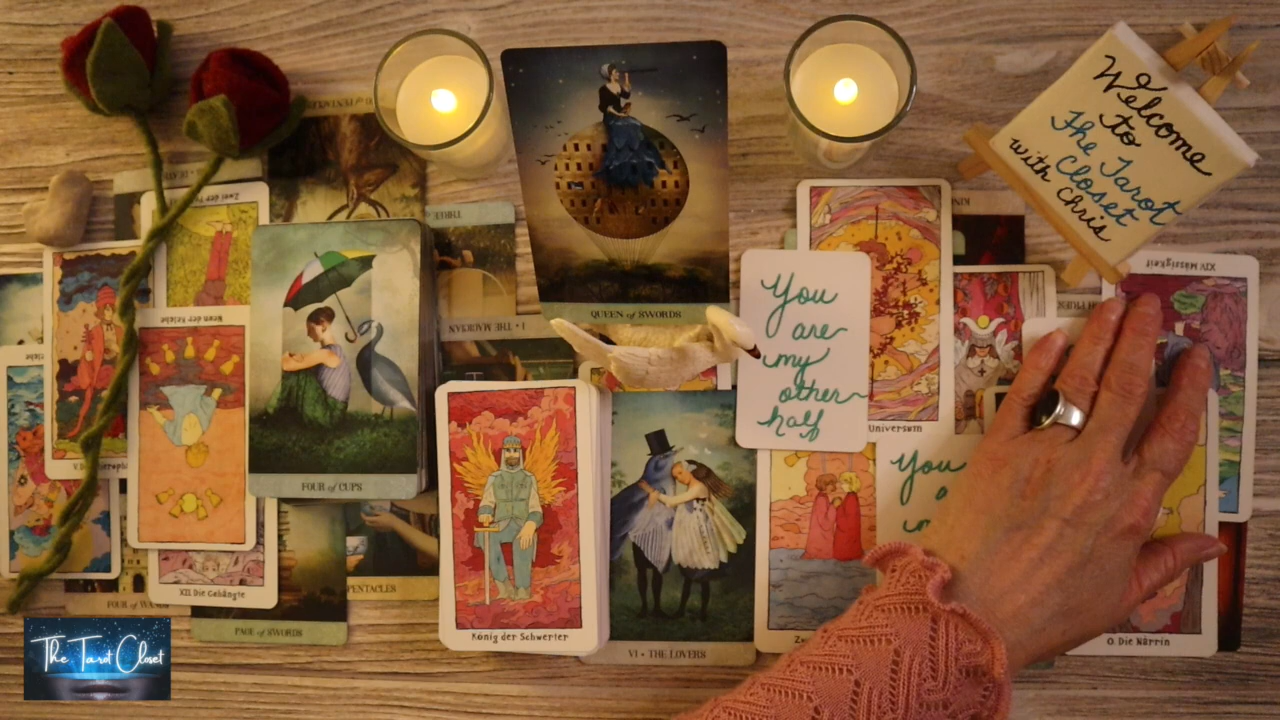 Welcome
to
The Tarot
Closet
with Chris
QUEEN of SWORDS
You
are
my
other
half
You
XIV Mässigkeit
Universum
I • THE MAGICIAN
THREE
DEATH
Zwei der
Neun der Kelche
FOUR of CUPS
König der Schwerter
VI • THE LOVERS
O. Die Närrin
XII Die Gehängte
PENTACLES
FOUR of WANDS
PAGE of SWORDS
The Tarot Closet